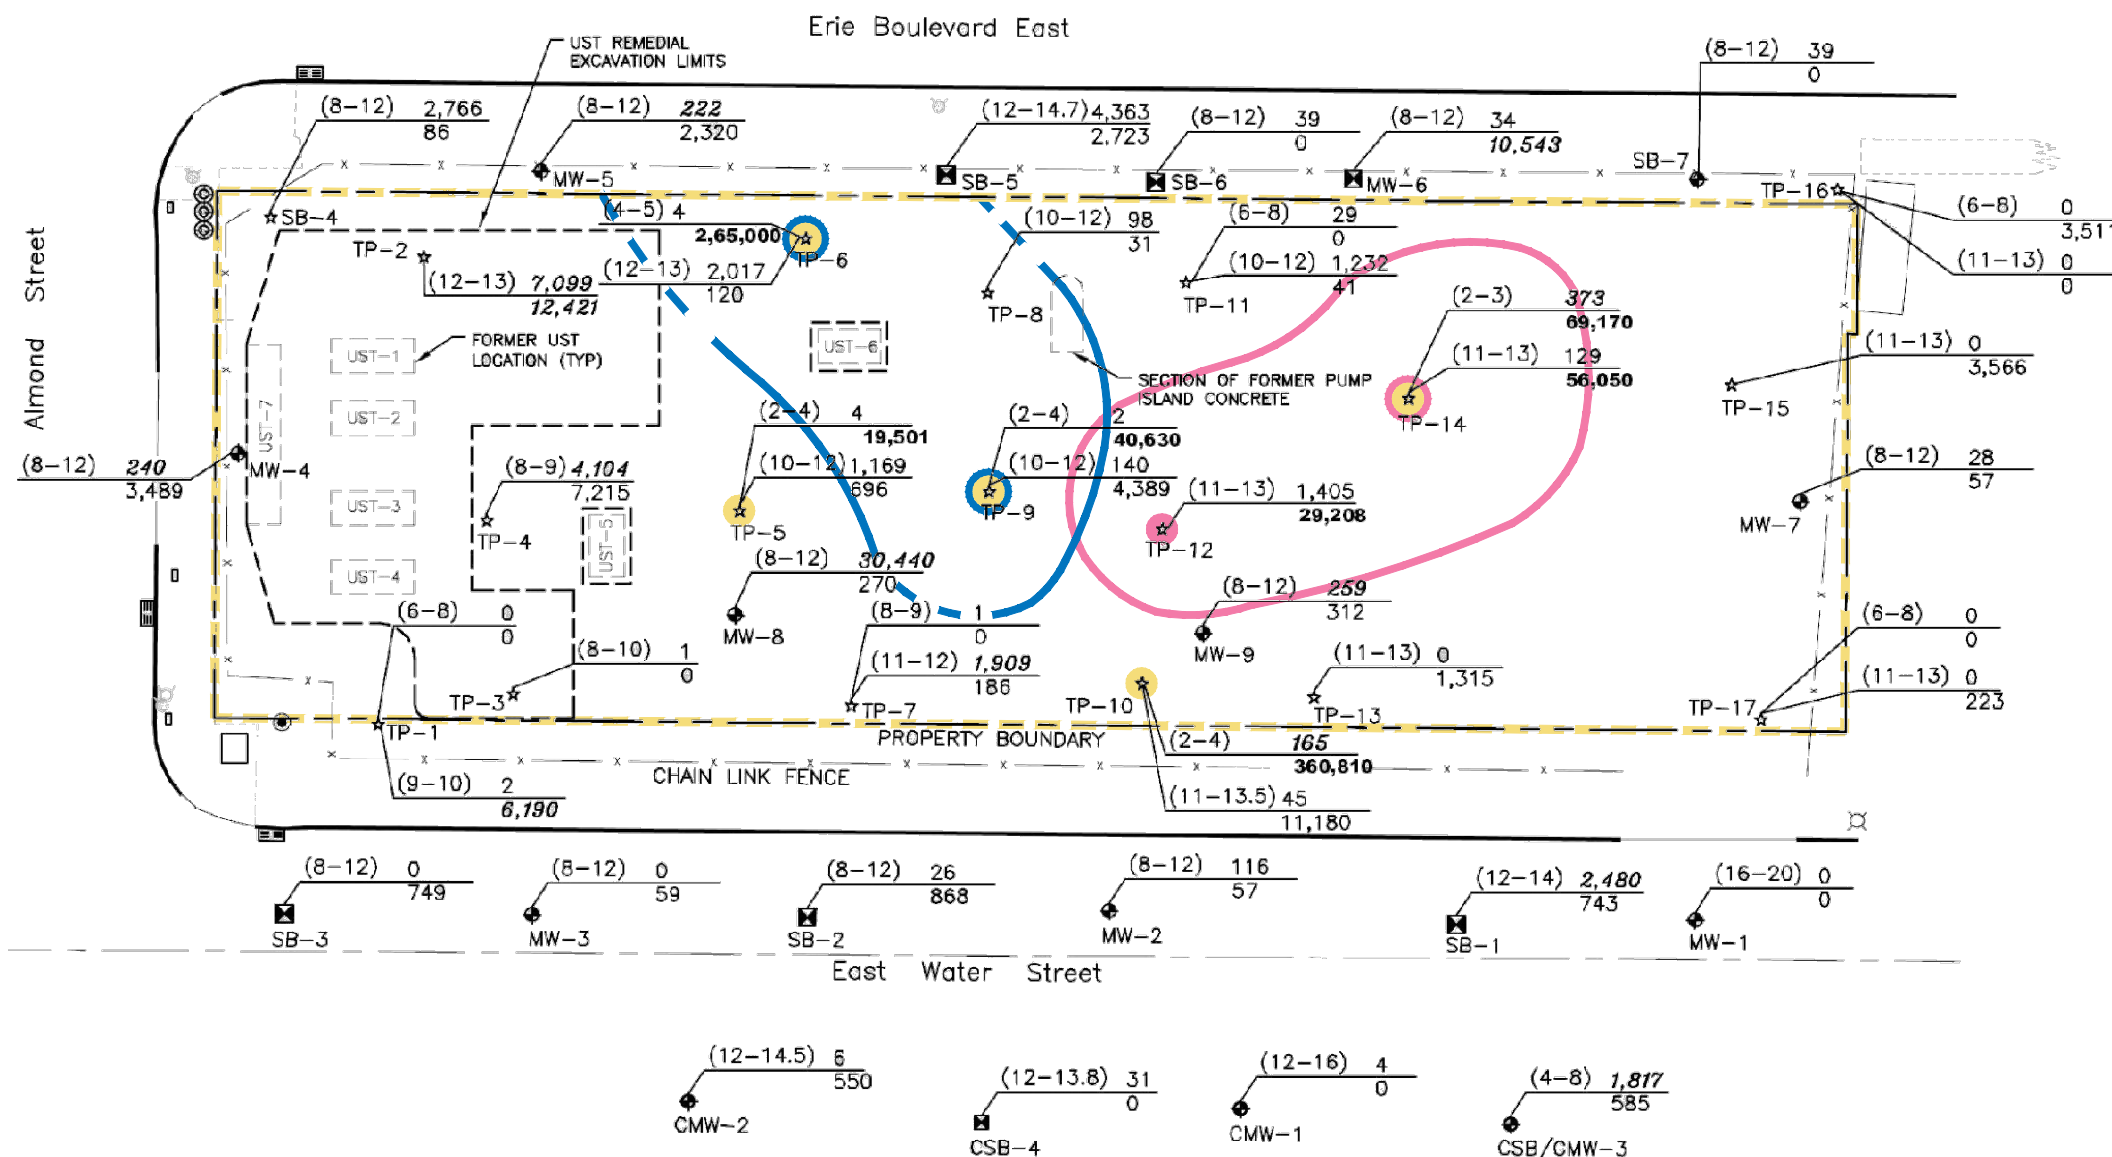 Erie Boulevard East
UST REMEDIAL
EXCAVATION LIMITS
(8-12) 39
0
(8-12) 2,766
86
(8-12) 222
2,320
(12-14.7) 4,363
2.723
(8-12) 39
0
(8-12) 34
10,543
SB-7
MW-5
SB-5
SB-6
MW-6
TP-16
SB-4
(4-5) 4
2,65,000
TP-6
(10-12) 98
31
(6-8) 29
0
(6-8) 0
3,511
TP-2
(12-13) 7,099
12,421
(12-13) 2,017
120
TP-8
(10-12) 1,232
41
TP-11
(11-13) 0
0
Almond Street
(2-3) 373
69,170
FORMER UST
LOCATION (TYP)
UST-1
UST-6
SECTION OF FORMER PUMP
ISLAND CONCRETE
(11-13) 129
56,050
TP-14
(11-13) 0
3,566
TP-15
UST-2
UST-7
(2-4) 4
19,501
(2-4) 2
40,630
(8-12) 240
3,489
MW-4
(8-9) 4,104
7,215
(10-12) 1,169
696
(10-12) 140
4,389
(11-13) 1,405
29,208
(8-12) 28
57
MW-7
UST-3
TP-4
UST-5
TP-5
TP-9
TP-12
UST-4
(8-12) 30,440
270
MW-8
(8-12) 259
312
MW-9
(6-8) 0
0
(8-9) 1
0
(6-8) 0
0
(8-10) 1
0
(11-12) 1,909
186
(11-13) 0
1,315
(11-13) 0
223
TP-3
TP-1
TP-7
TP-10
TP-13
TP-17
PROPERTY BOUNDARY
(2-4) 165
360,810
CHAIN LINK FENCE
(9-10) 2
6,190
(11-13.5) 45
11,180
(8-12) 0
749
SB-3
(8-12) 0
59
MW-3
(8-12) 26
868
SB-2
(8-12) 116
57
MW-2
(12-14) 2,480
743
SB-1
(16-20) 0
0
MW-1
East Water Street
(12-14.5) 6
550
CMW-2
(12-13.8) 31
0
CSB-4
(12-16) 4
0
CMW-1
(4-8) 1,817
585
CSB/CMW-3